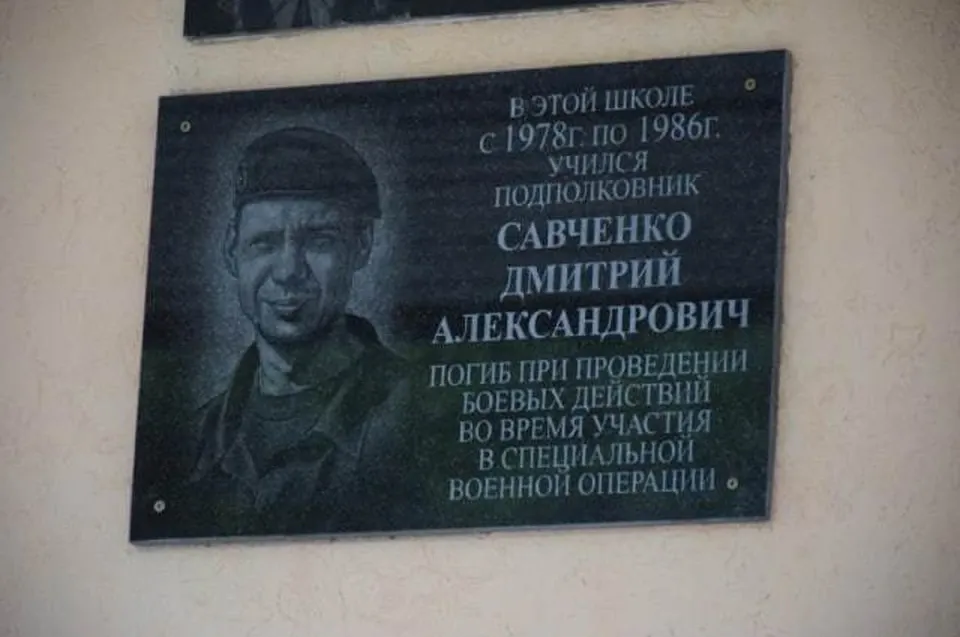 В ЭТОЙ ШКОЛЕ
С 1978Г. ПО 1986Г.
УЧИЛСЯ
ПОДПОЛКОВНИК
САВЧЕНКО
ДМИТРИЙ
АЛЕКСАНДРОВИЧ
ПОГИБ ПРИ ПРОВЕДЕНИИ
БОЕВЫХ ДЕЙСТВИЙ
ВО ВРЕМЯ УЧАСТИЯ
В СПЕЦИАЛЬНОЙ
ВОЕННОЙ ОПЕРАЦИИ